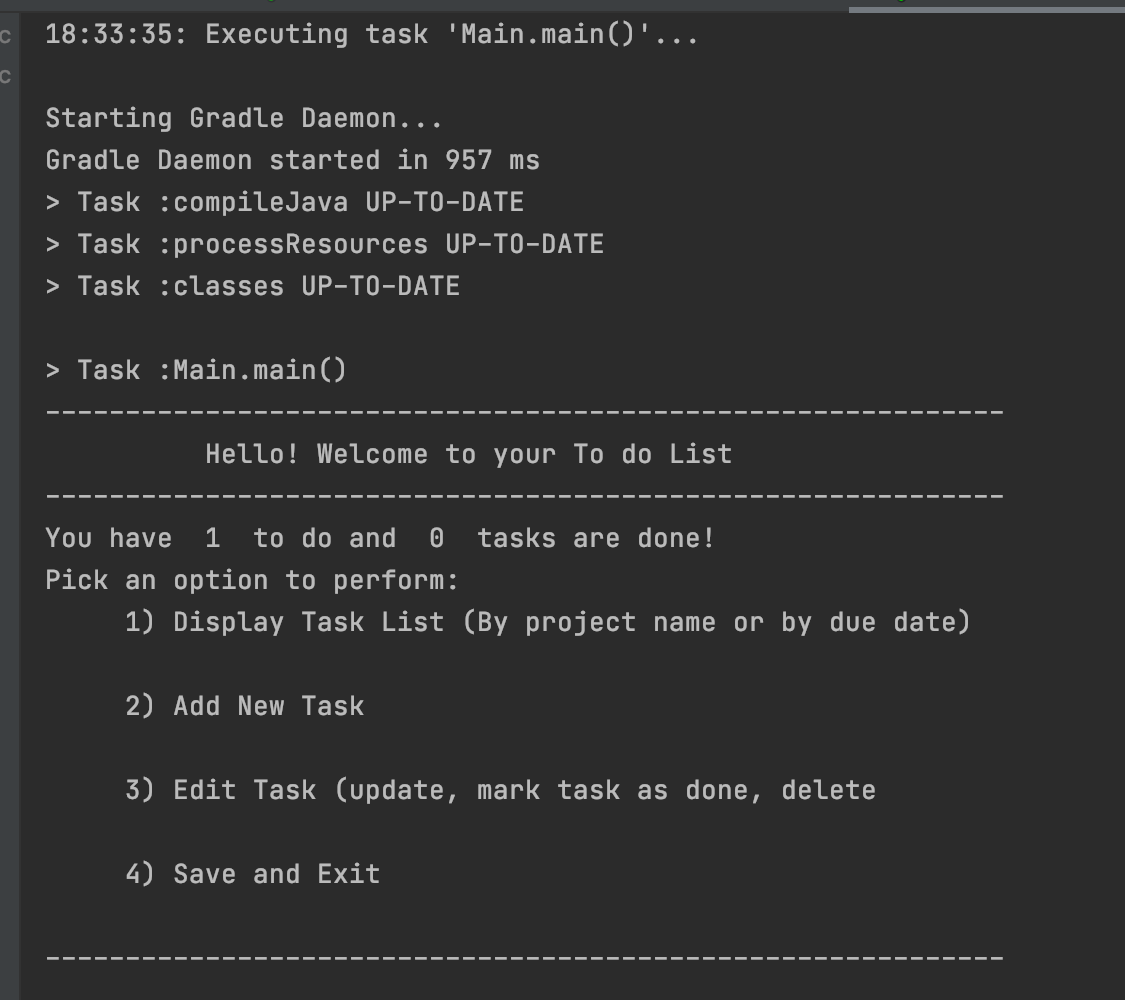 18:33:35: Executing task 'Main.main()'...
Starting Gradle Daemon...
Gradle Daemon started in 957 ms
> Task :compileJava UP-TO-DATE
> Task :processResources UP-TO-DATE
> Task :classes UP-TO-DATE
> Task :Main.main()
------------------------------------------------------------
Hello! Welcome to your To do List
------------------------------------------------------------
You have  1  to do and  0  tasks are done!
Pick an option to perform:
1) Display Task List (By project name or by due date)
2) Add New Task
3) Edit Task (update, mark task as done, delete
4) Save and Exit
------------------------------------------------------------